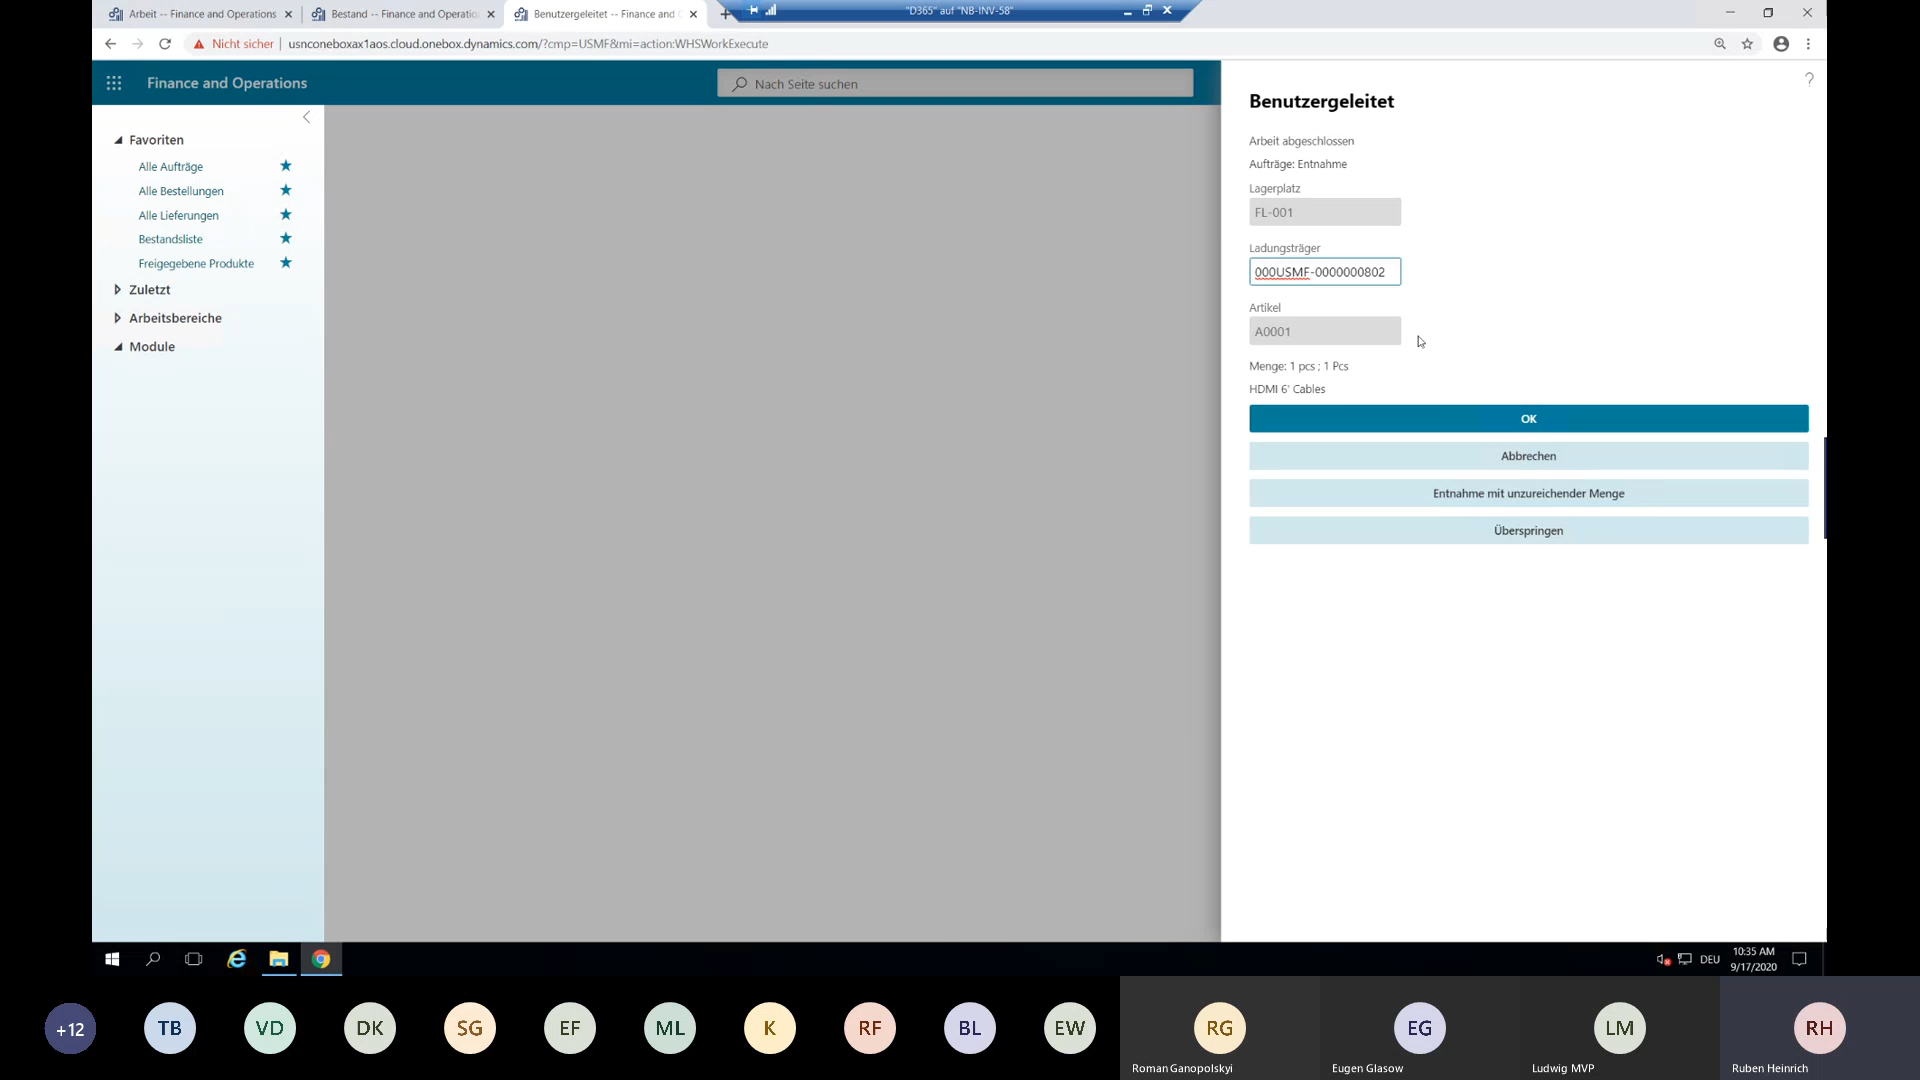 Arbeit -- Finance and Operations
Bestand -- Finance and Operatio
Benutzergeleitet -- Finance and O
"D365" auf "NB-INV-58"
Nicht sicher | usnconeboxax1aos.cloud.onebox.dynamics.com/?cmp=USMF&mi=action:WHSWorkExecute
Finance and Operations
Nach Seite suchen
?
Favoriten
Alle Aufträge
Alle Bestellungen
Alle Lieferungen
Bestandsliste
Freigegebene Produkte
Zuletzt
Arbeitsbereiche
Module
Benutzergeleitet
Arbeit abgeschlossen
Aufträge: Entnahme
Lagerplatz
FL-001
Ladungsträger
000USMF-0000000802
Artikel
A0001
Menge: 1 pcs ; 1 Pcs
HDMI 6' Cables
OK
Abbrechen
Entnahme mit unzureichender Menge
Überspringen
DEU
10:35 AM
9/17/2020
+12
TB
VD
DK
SG
EF
ML
K
RF
BL
EW
RG
Roman Ganopolskyi
EG
Eugen Glasow
LM
Ludwig MVP
RH
Ruben Heinrich